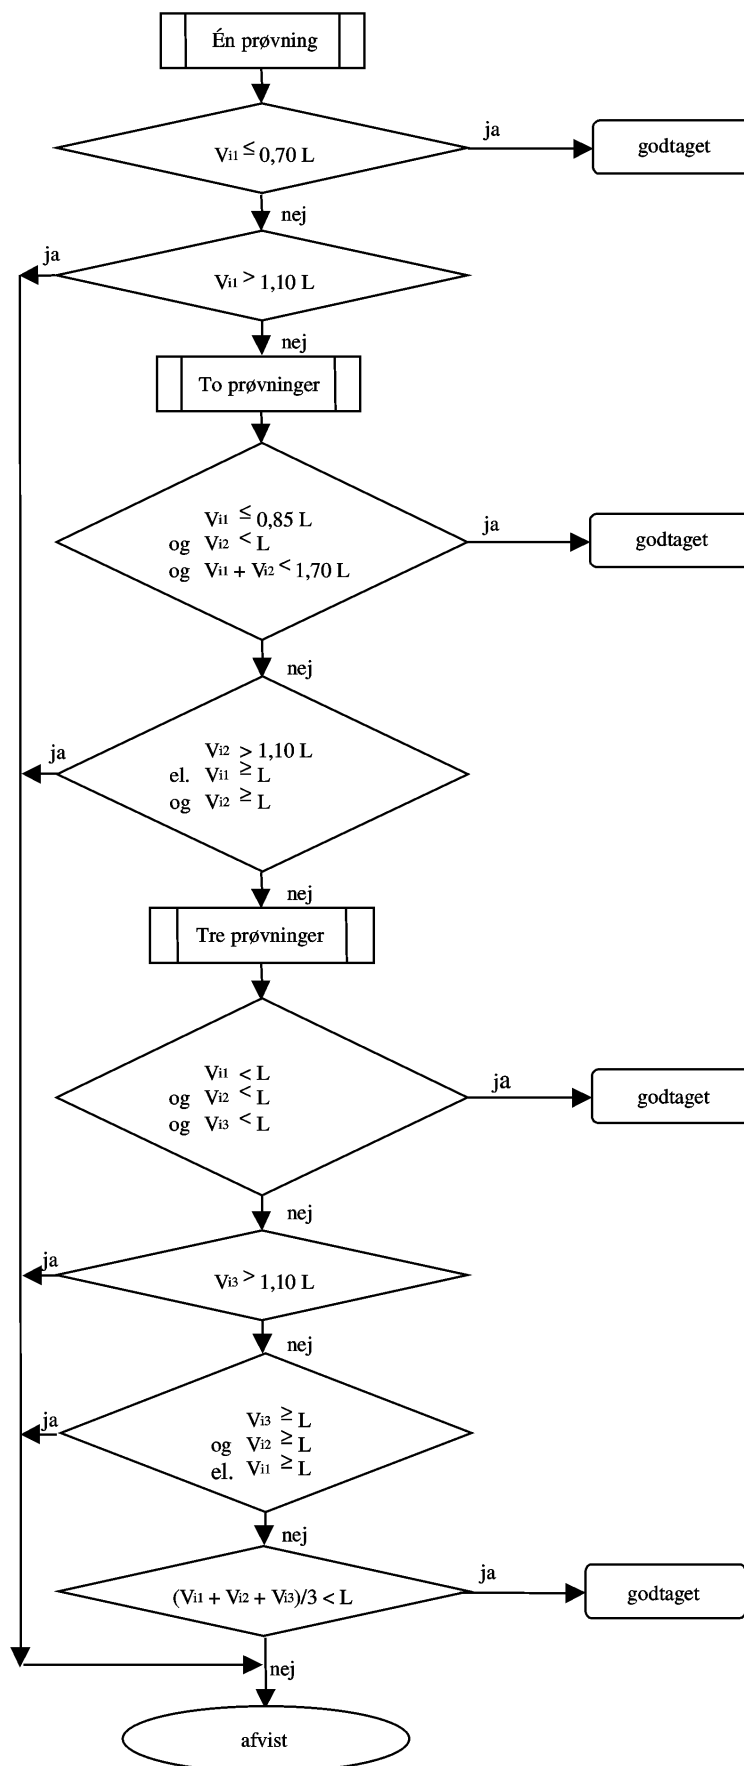 Én prøvning
ja
godtaget
Vi1 ≤ 0,70 L
nej
ja
Vi1 > 1,10 L
nej
To prøvninger
Vi1 ≤ 0,85 L
ja
godtaget
og Vi2 < L
og Vi1 + Vi2 < 1,70 L
nej
ja
Vi2 > 1,10 L
el. Vi1 ≥ L
og Vi2 ≥ L
nej
Tre prøvninger
Vi1 < L
ja
godtaget
og Vi2 < L
og Vi3 < L
nej
ja
Vi3 > 1,10 L
nej
ja
Vi3 ≥ L
og Vi2 ≥ L
el. Vi1 ≥ L
nej
ja
godtaget
(Vi1 + Vi2 + Vi3)/3 < L
nej
afvist